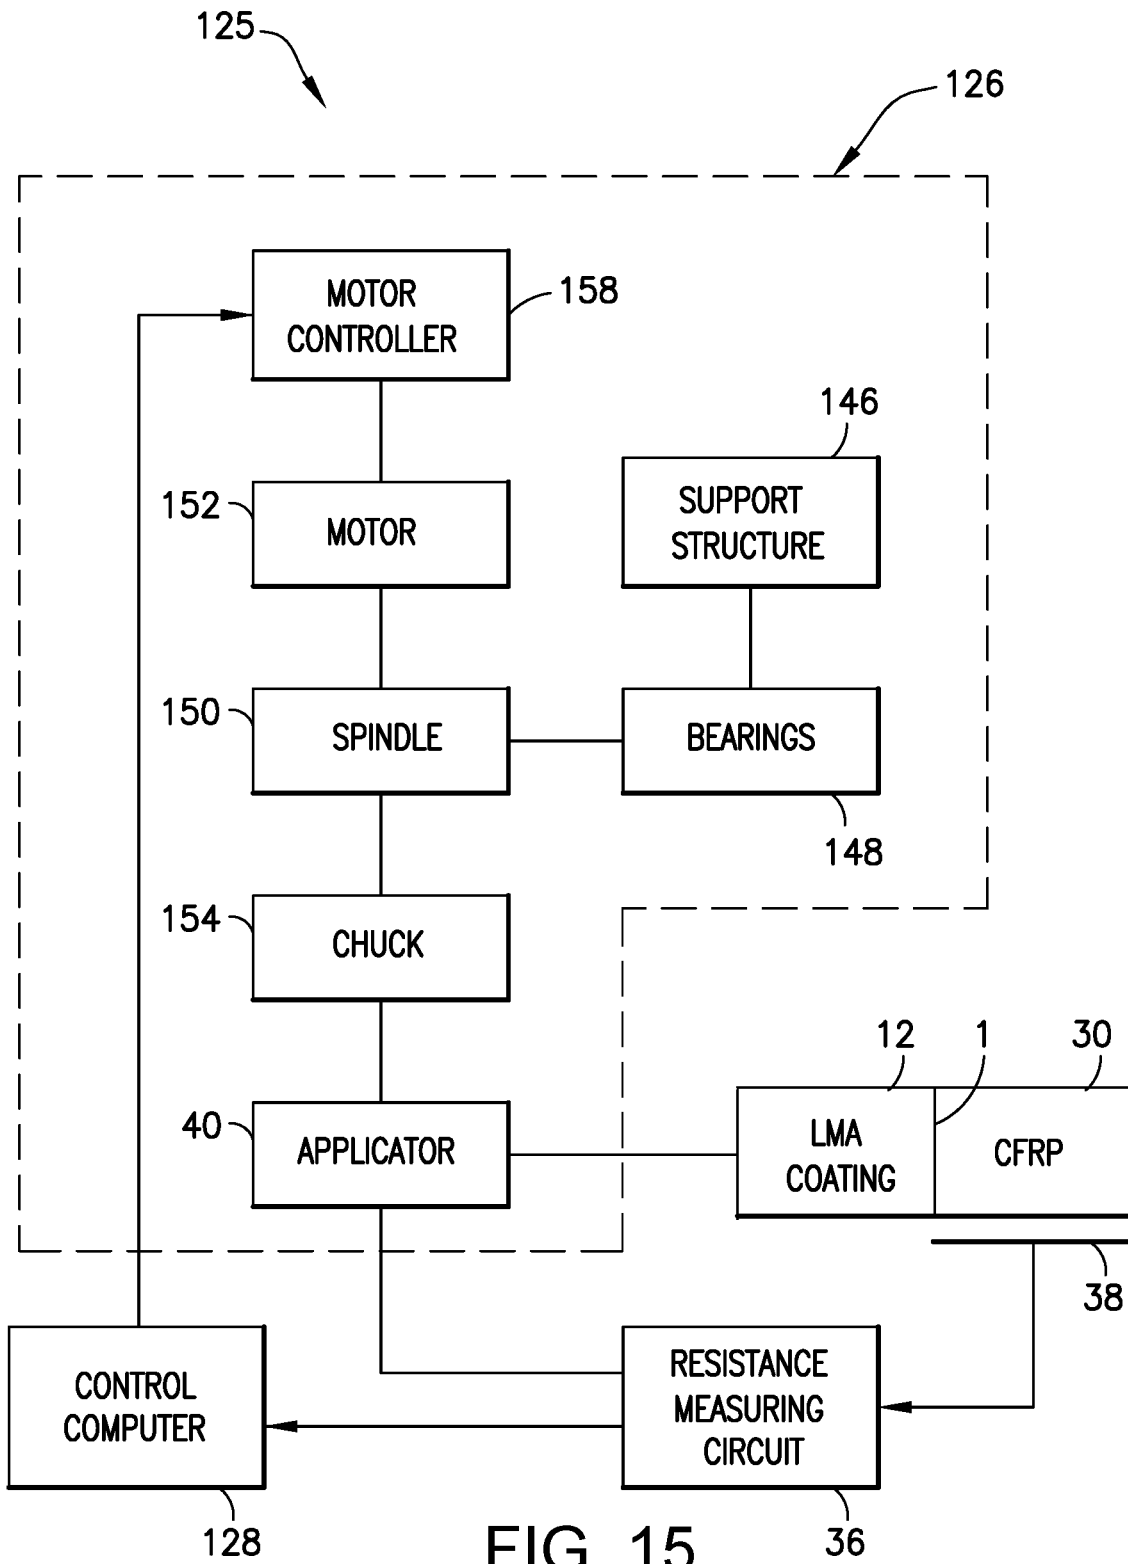 125
126
MOTOR
CONTROLLER
158
146
152
MOTOR
SUPPORT
STRUCTURE
150
SPINDLE
BEARINGS
148
154
CHUCK
12
1
30
40
APPLICATOR
LMA
COATING
CFRP
38
CONTROL
COMPUTER
RESISTANCE
MEASURING
CIRCUIT
128
FIG. 15
36